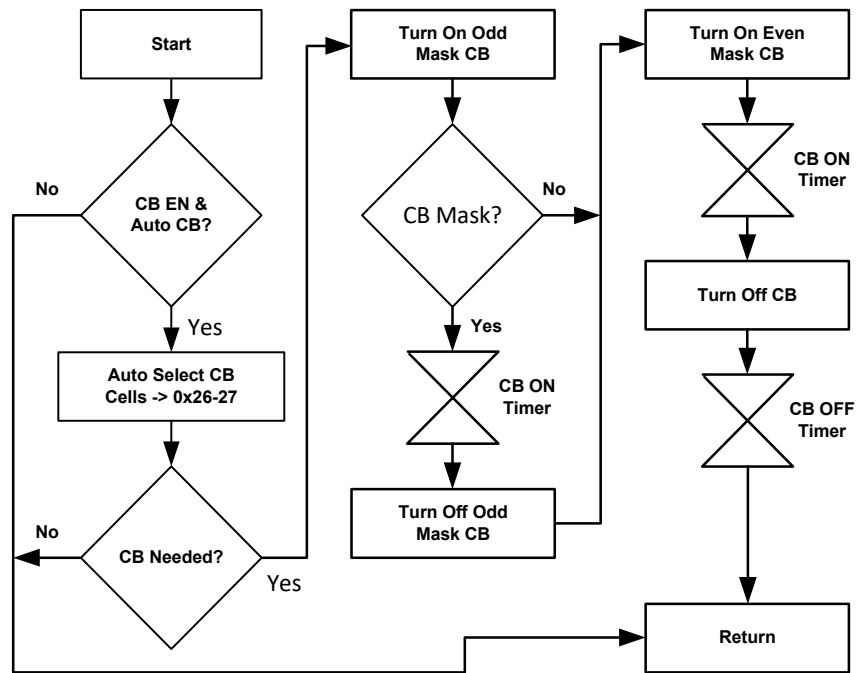 Start
No
CB EN &
Auto CB?
Yes
Auto Select CB
Cells -> 0x26-27
No
CB Needed?
Yes
Turn On Odd
Mask CB
CB Mask?
No
Yes
CB ON
Timer
Turn Off Odd
Mask CB
Turn On Even
Mask CB
CB ON
Timer
Turn Off CB
CB OFF
Timer
Return